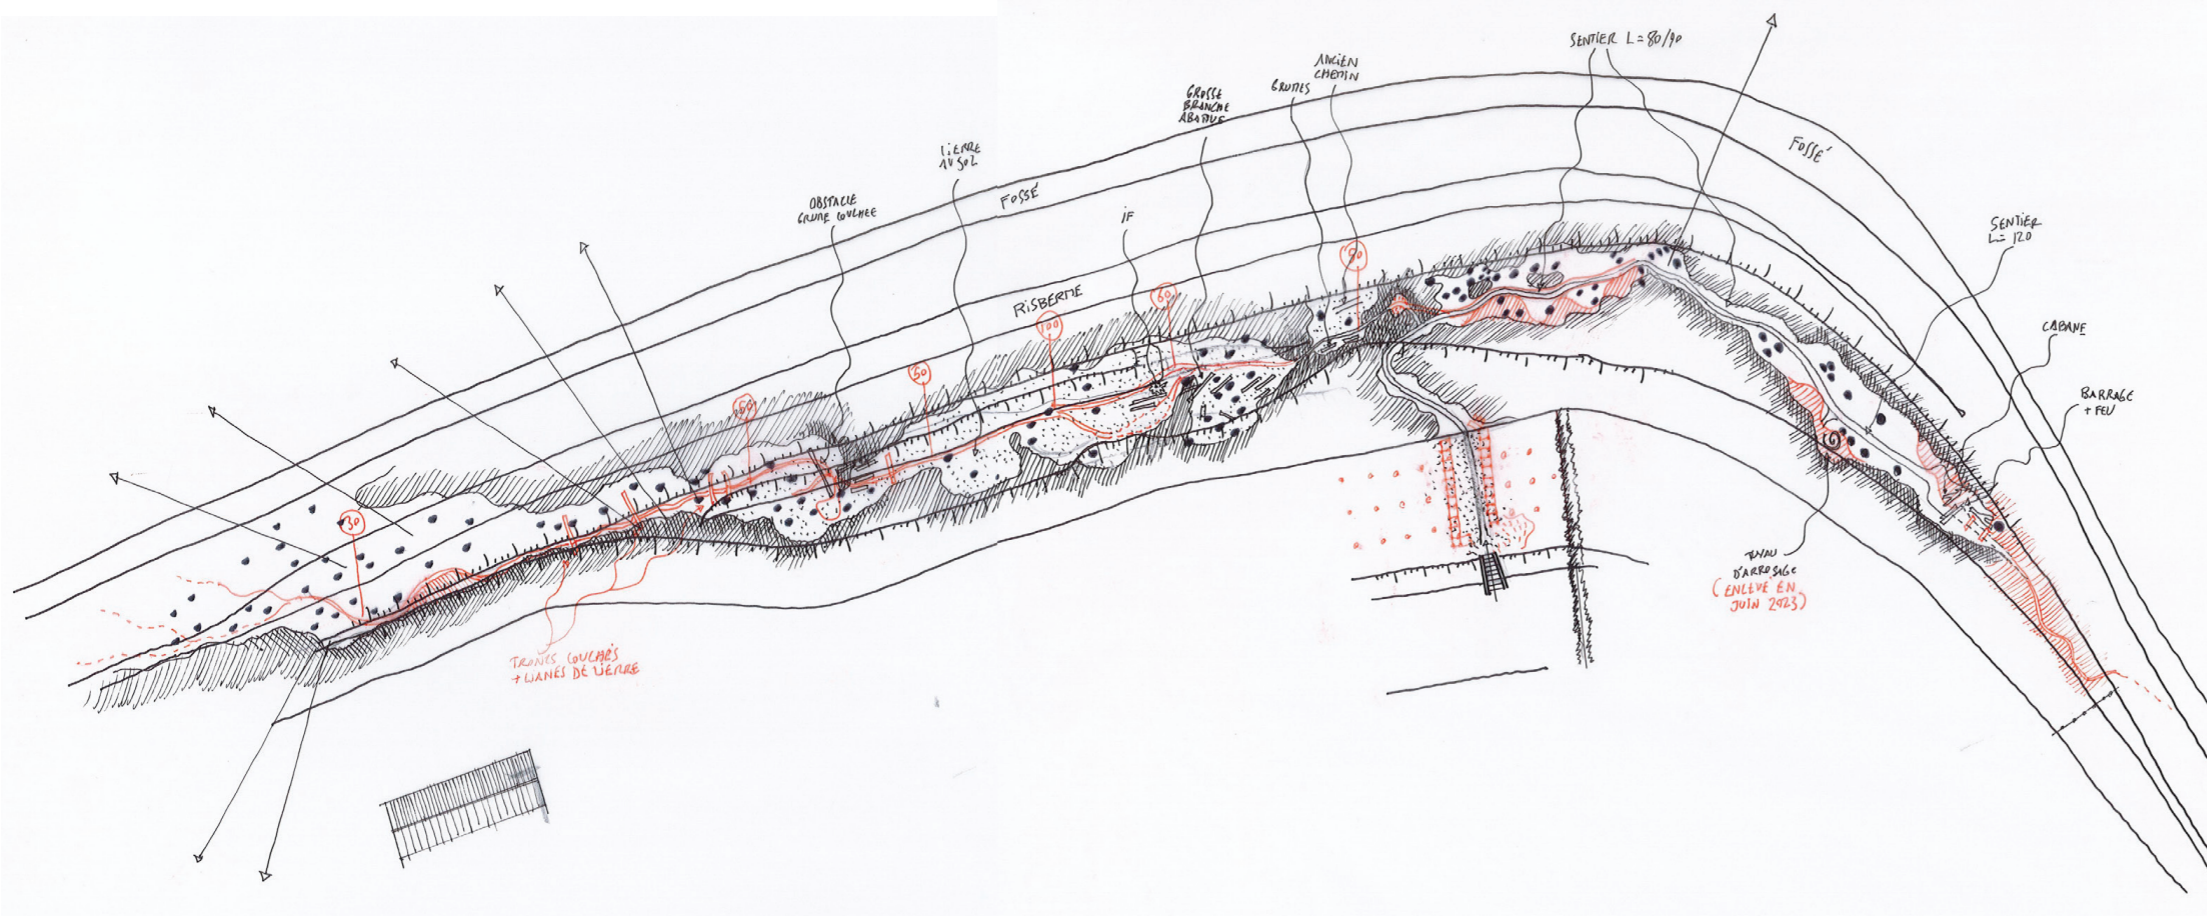 SENTIER L=80/90
ANCIEN
CHEMIN
GRUMES
GROSSE
BRANCHE
ABATTUE
FOSSÉ
LIERRE
AU SOL
FOSSÉ
OBSTACLE
GRUME COUCHEE
iF
SENTIER
L=120
RISBERME
90
80
100
50
60
30
CABANE
BARRAGE
+ FEU
TUYAU
D'ARROSAGE
(ENLEVÉ EN
JUIN 2023)
TRONCS COUCHÉS
+ LIANES DE LIERRE